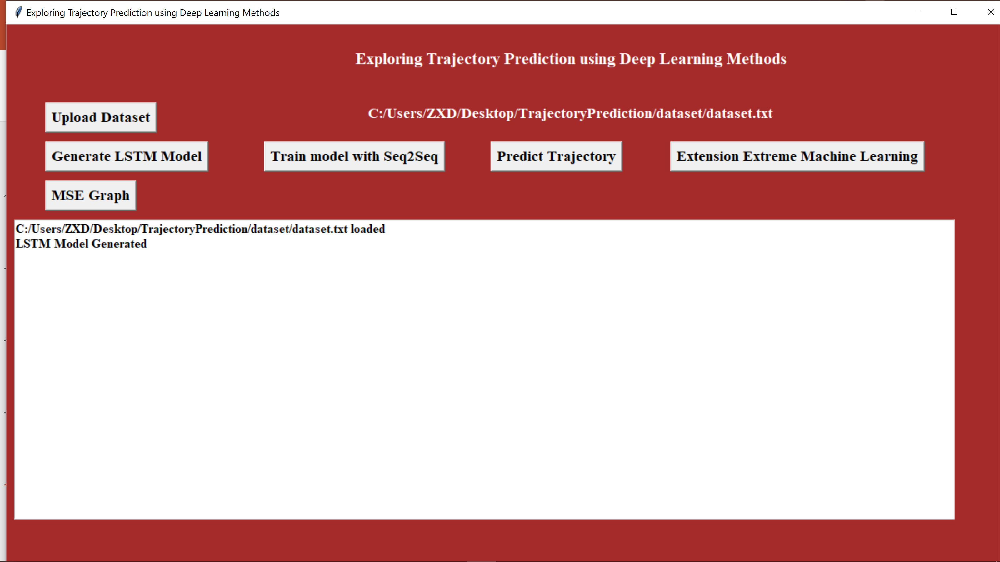 Exploring Trajectory Prediction using Deep Learning Methods
Exploring Trajectory Prediction using Deep Learning Methods
Upload Dataset
C:/Users/ZXD/Desktop/TrajectoryPrediction/dataset/dataset.txt
Generate LSTM Model
Train model with Seq2Seq
Predict Trajectory
Extension Extreme Machine Learning
MSE Graph
C:/Users/ZXD/Desktop/TrajectoryPrediction/dataset/dataset.txt loaded
LSTM Model Generated